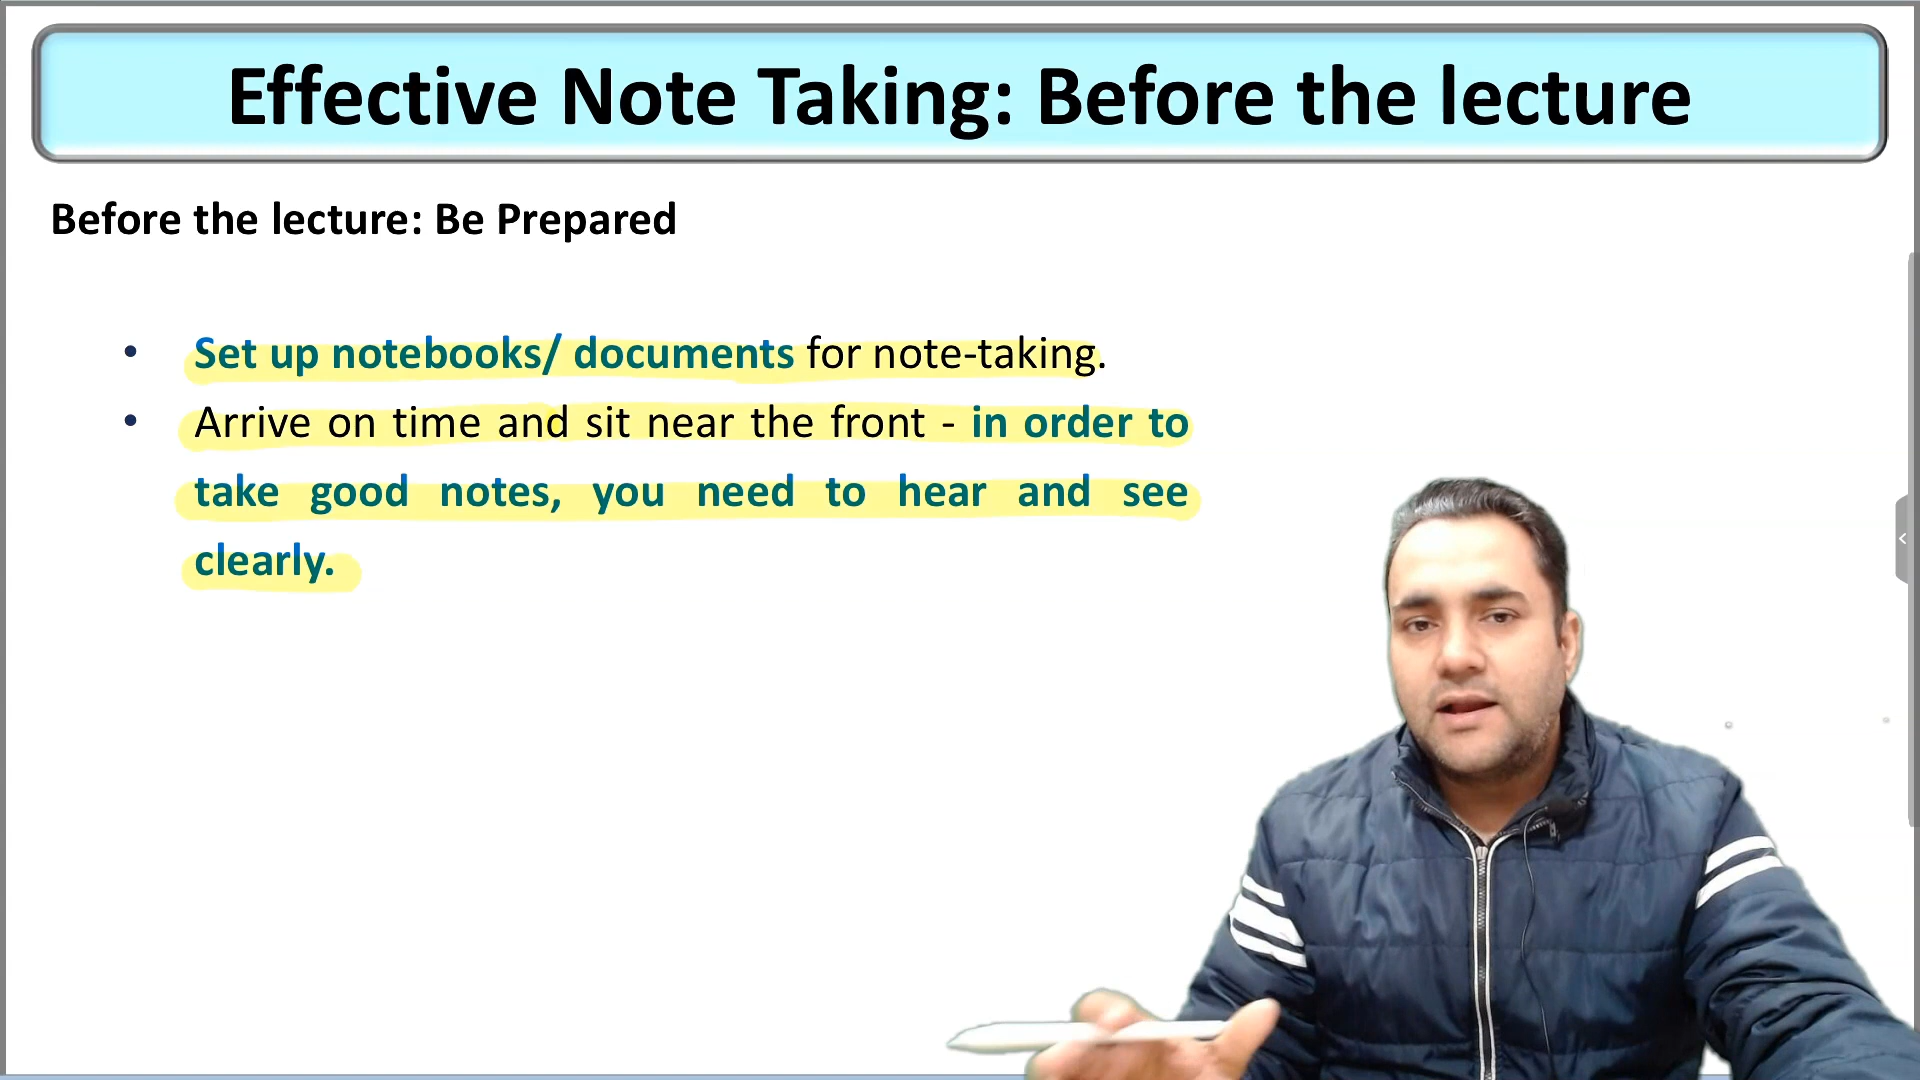 Effective Note Taking: Before the lecture
Before the lecture: Be Prepared
• Set up notebooks/ documents for note-taking.
• Arrive on time and sit near the front - in order to
take good notes, you need to hear and see
clearly.